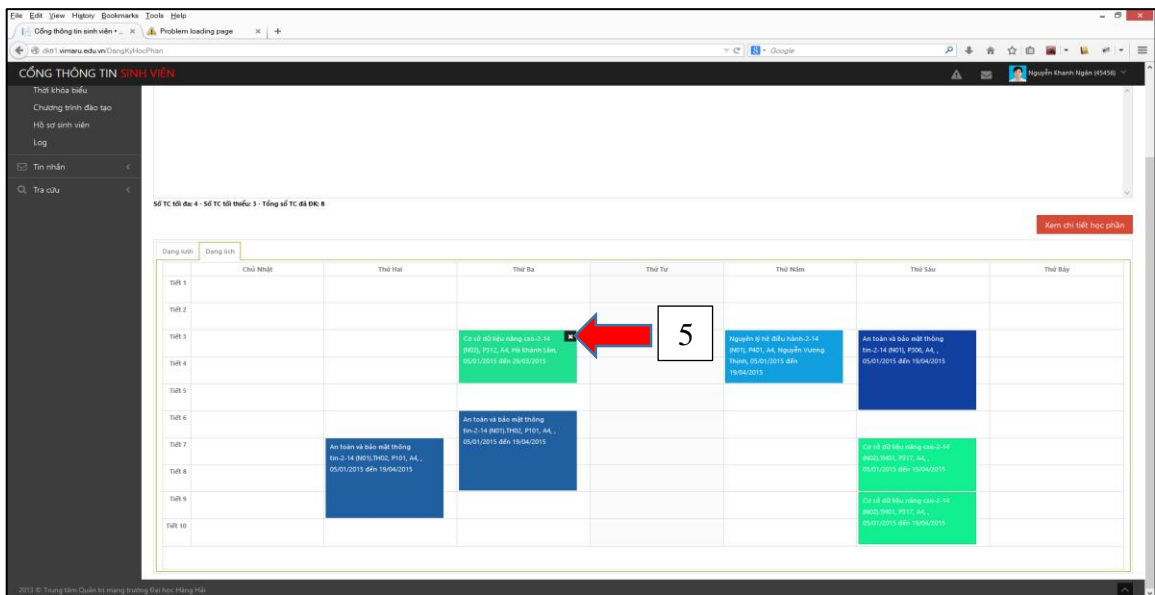 File Edit View History Bookmarks Tools Help
Cổng thông tin sinh viên • ... × Problem loading page × +
dktt1.vimaru.edu.vn/DangKyHocPhan
Google
CỔNG THÔNG TIN SINH VIÊN
Nguyễn Khanh Ngân (45456)
Thời khóa biểu
Chương trình đào tạo
Hồ sơ sinh viên
Log
Tin nhắn
Tra cứu
Số TC tối đa: 4 - Số TC tối thiểu: 3 - Tổng số TC đã ĐK: 8
Xem chi tiết học phần
Dạng lưới Dạng lịch
Chủ Nhật Thứ Hai Thứ Ba Thứ Tư Thứ Năm Thứ Sáu Thứ Bảy
Tiết 1
Tiết 2
Tiết 3
Tiết 4
Tiết 5
Tiết 6
Tiết 7
Tiết 8
Tiết 9
Tiết 10
Cơ sở dữ liệu nâng cao-2-14
(N02), P312, A4, Hà Khánh Lâm,
05/01/2015 đến 29/03/2015
5
Nguyên lý hệ điều hành-2-14
(N01), P401, A4, Nguyễn Vương
Thịnh, 05/01/2015 đến
19/04/2015
An toàn và bảo mật thông
tin-2-14 (N01), P306, A4, ,
05/01/2015 đến 19/04/2015
An toàn và bảo mật thông
tin-2-14 (N01).TH02, P101, A4, ,
05/01/2015 đến 19/04/2015
An toàn và bảo mật thông
tin-2-14 (N01).TH02, P101, A4, ,
05/01/2015 đến 19/04/2015
Cơ sở dữ liệu nâng cao-2-14
(N02).TH01, P317, A4, ,
05/01/2015 đến 19/04/2015
Cơ sở dữ liệu nâng cao-2-14
(N02).TH01, P317, A4, ,
05/01/2015 đến 19/04/2015
2013 © Trung tâm Quản trị mạng trường Đại học Hàng Hải